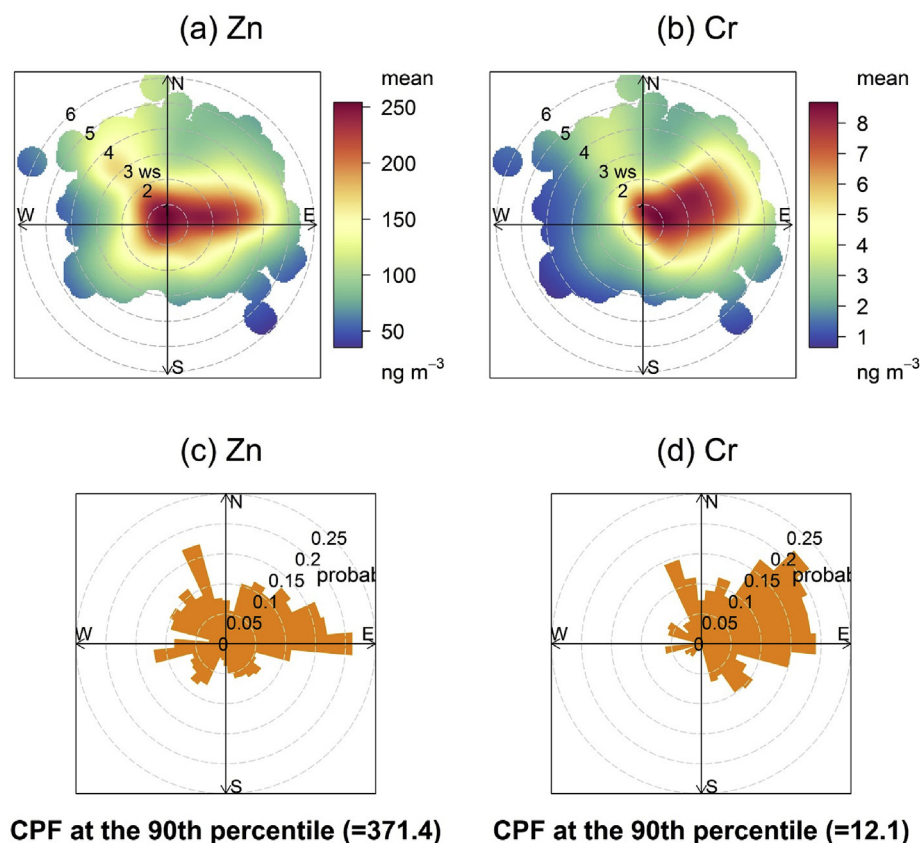 (a) Zn
(b) Cr
N
6
5
4
3 ws
2
1
W
E
S
mean
250
200
150
100
50
ng m⁻³
N
6
5
4
3 ws
2
1
W
E
S
mean
8
7
6
5
4
3
2
1
ng m⁻³
(c) Zn
(d) Cr
N
0.25
0.2
0.15
probab
0.1
0.05
0
W
E
S
N
0.25
0.2
0.15
probab
0.1
0.05
0
W
E
S
CPF at the 90th percentile (=371.4)
CPF at the 90th percentile (=12.1)